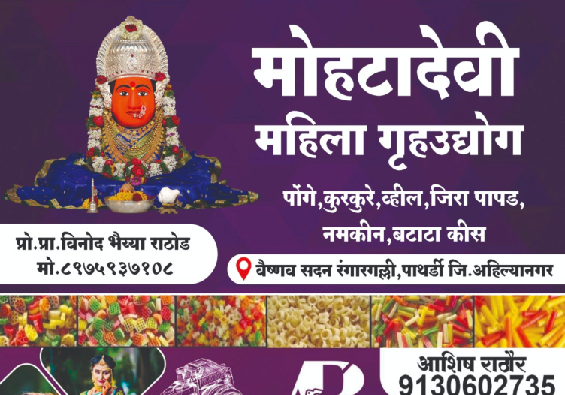 मोहटादेवी
महिला गृहउद्योग
पोंगे,कुरकुरे,व्हील,जिरा पापड,
नमकीन,बटाटा कीस
प्रो.प्रा.विनोद भैय्या राठोड
मो.८९७५९३७१०८
वैष्णव सदन रंगारगल्ली,पाथर्डी जि.अहिल्यानगर
आशिष राठौर
9130602735